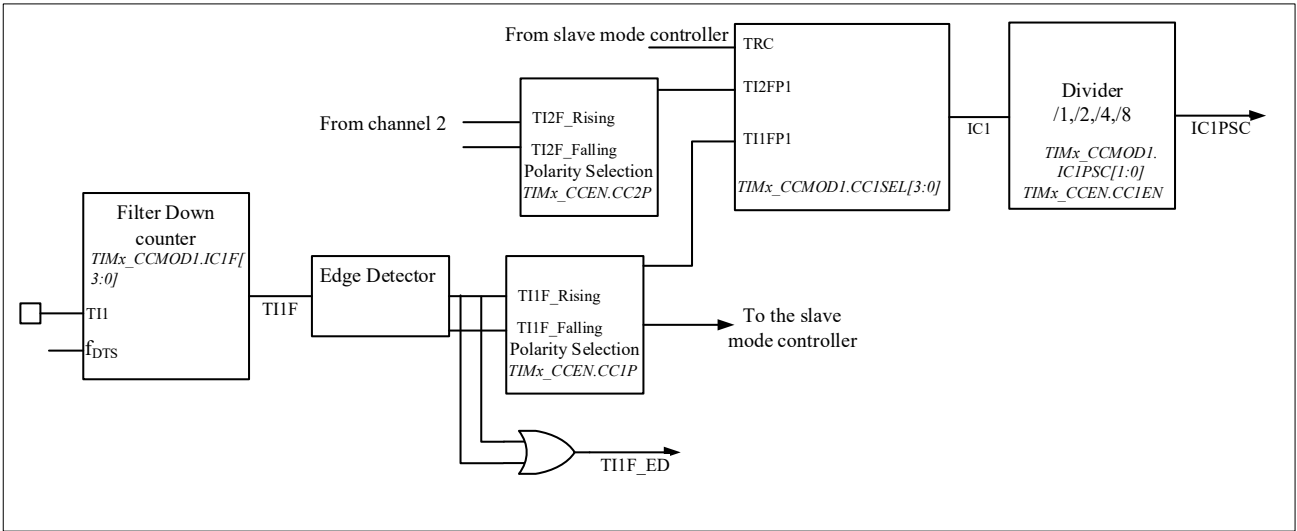 From slave mode controller
TRC
TI2FP1
TI1FP1
TIMx_CCMOD1.CC1SEL[3:0]
IC1
Divider
/1,/2,/4,/8
TIMx_CCMOD1.
IC1PSC[1:0]
TIMx_CCEN.CC1EN
IC1PSC
From channel 2
TI2F_Rising
TI2F_Falling
Polarity Selection
TIMx_CCEN.CC2P
Filter Down
counter
TIMx_CCMOD1.IC1F[
3:0]
TI1
fDTS
TI1F
Edge Detector
TI1F_Rising
TI1F_Falling
Polarity Selection
TIMx_CCEN.CC1P
To the slave
mode controller
TI1F_ED